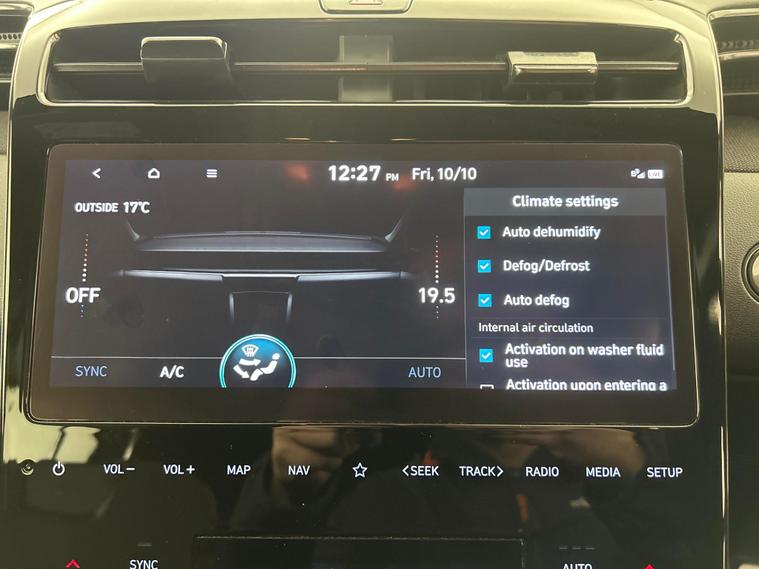 12:27 PM Fri, 10/10
LIVE
OUTSIDE 17°C
Climate settings
Auto dehumidify
Defog/Defrost
Auto defog
OFF
19.5
Internal air circulation
Activation on washer fluid
use
Activation upon entering a
SYNC
A/C
AUTO
VOL− VOL+ MAP NAV <SEEK TRACK> RADIO MEDIA SETUP
SYNC
AUTO